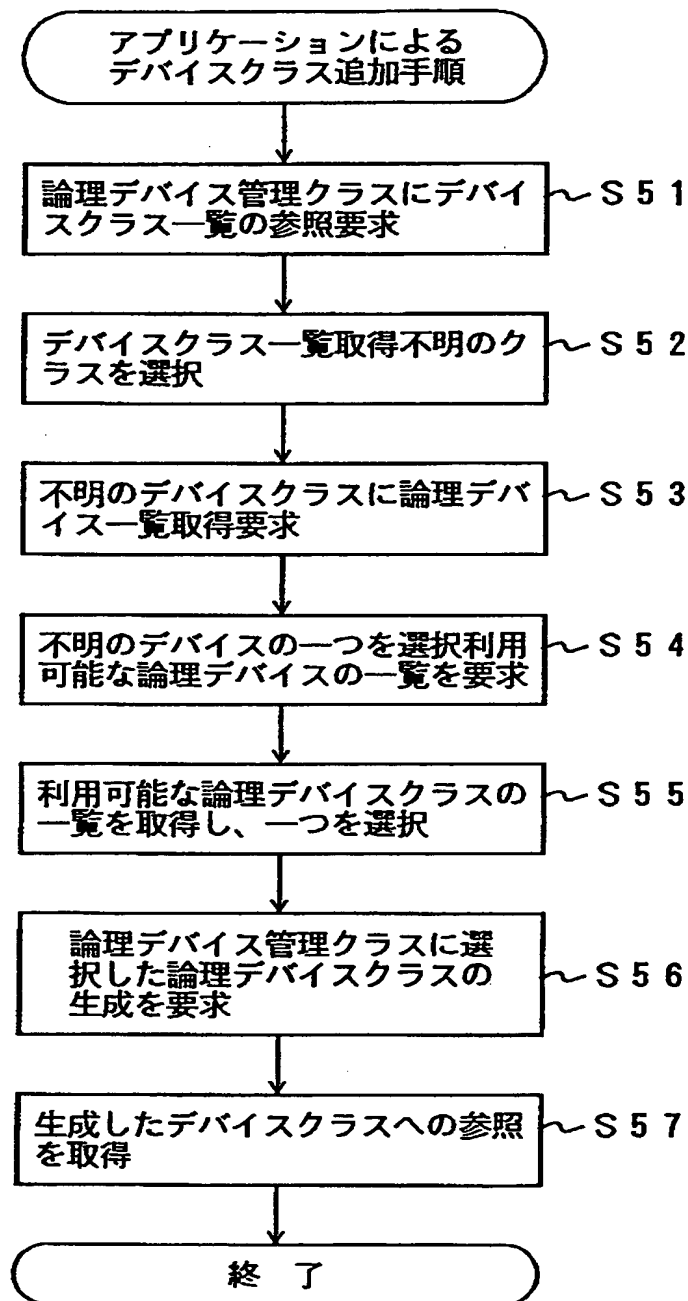 アプリケーションによる
デバイスクラス追加手順
論理デバイス管理クラスにデバイ
スクラス一覧の参照要求
～S51
デバイスクラス一覧取得不明のク
ラスを選択
～S52
不明のデバイスクラスに論理デバ
イス一覧取得要求
～S53
不明のデバイスの一つを選択利用
可能な論理デバイスの一覧を要求
～S54
利用可能な論理デバイスクラスの
一覧を取得し、一つを選択
～S55
論理デバイス管理クラスに選
択した論理デバイスクラスの
生成を要求
～S56
生成したデバイスクラスへの参照
を取得
～S57
終 了